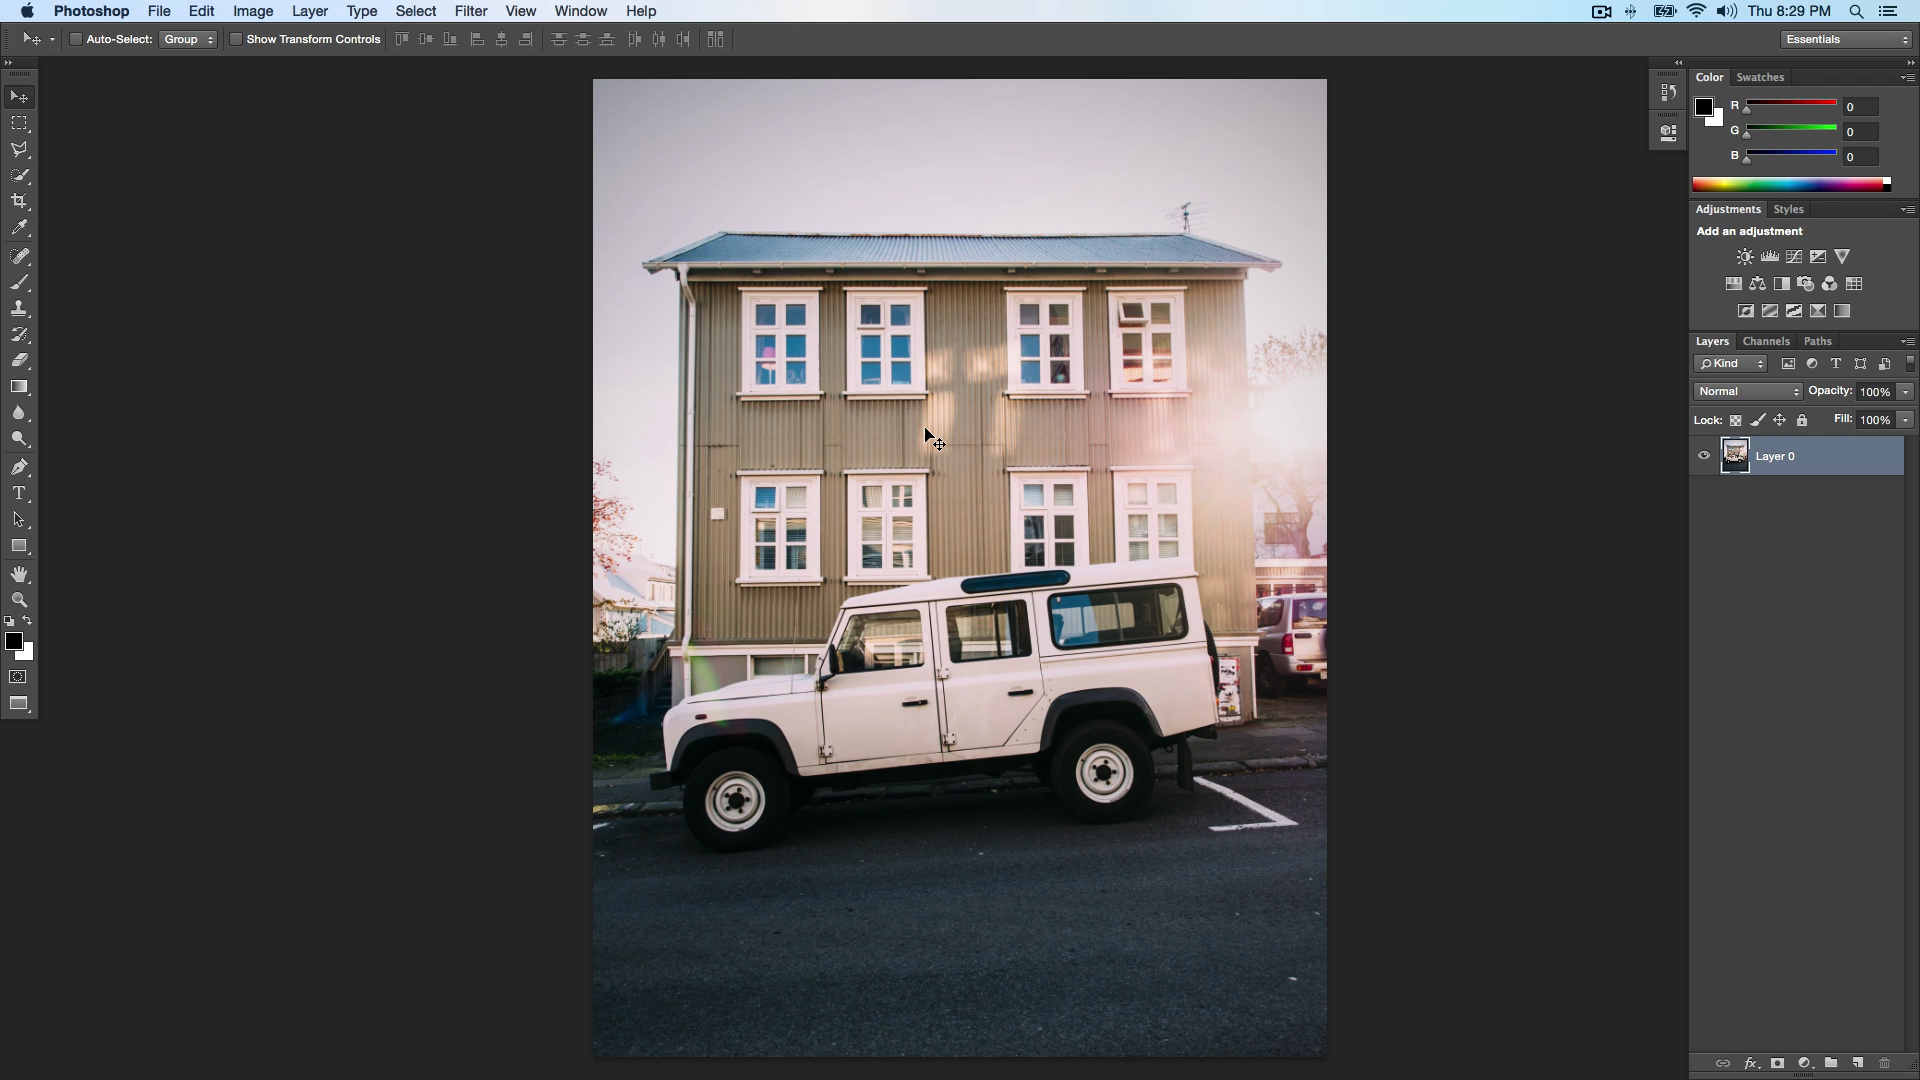 Photoshop File Edit Image Layer Type Select Filter View Window Help Thu 8:29 PM
Auto-Select: Group Show Transform Controls Essentials
Color Swatches
R 0
G 0
B 0
Adjustments Styles
Add an adjustment
Layers Channels Paths
Kind
Normal Opacity: 100%
Lock: Fill: 100%
Layer 0